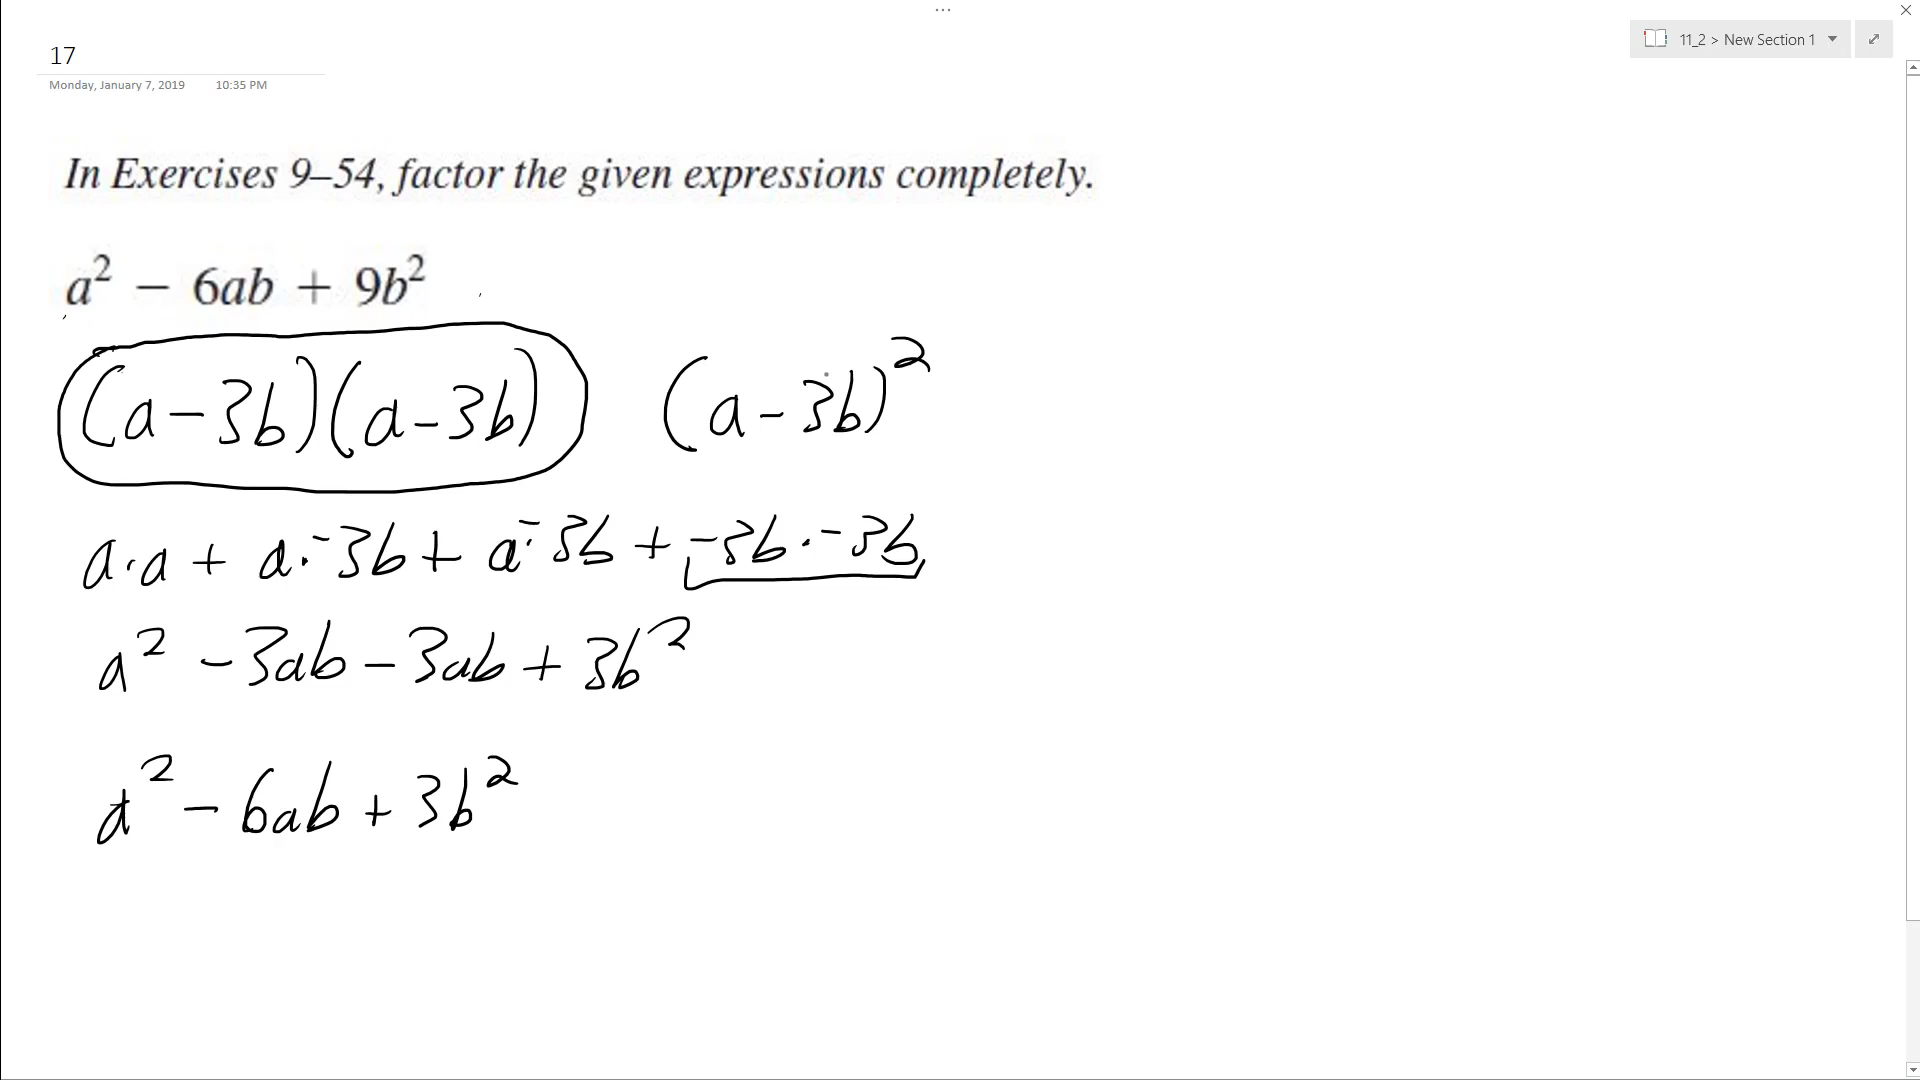 11_2 > New Section 1
17
Monday, January 7, 2019 10:35 PM
In Exercises 9–54, factor the given expressions completely.
a² − 6ab + 9b²
(a-3b)(a-3b) (a-3b)²
a·a + a·⁻3b + a·⁻3b + ⁻3b·⁻3b
a² -3ab - 3ab + 3b²
a² - 6ab + 3b²